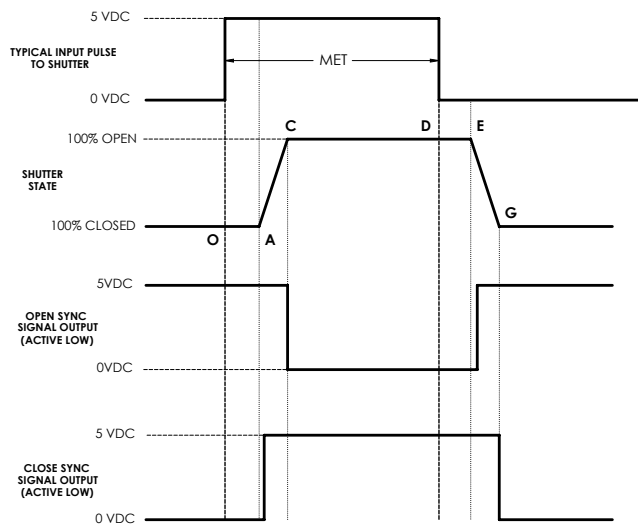 5 VDC
TYPICAL INPUT PULSE
TO SHUTTER
MET
0 VDC
C
D
E
100% OPEN
SHUTTER
STATE
G
100% CLOSED
O
A
5VDC
OPEN SYNC
SIGNAL OUTPUT
(ACTIVE LOW)
0VDC
5 VDC
CLOSE SYNC
SIGNAL OUTPUT
(ACTIVE LOW)
0 VDC